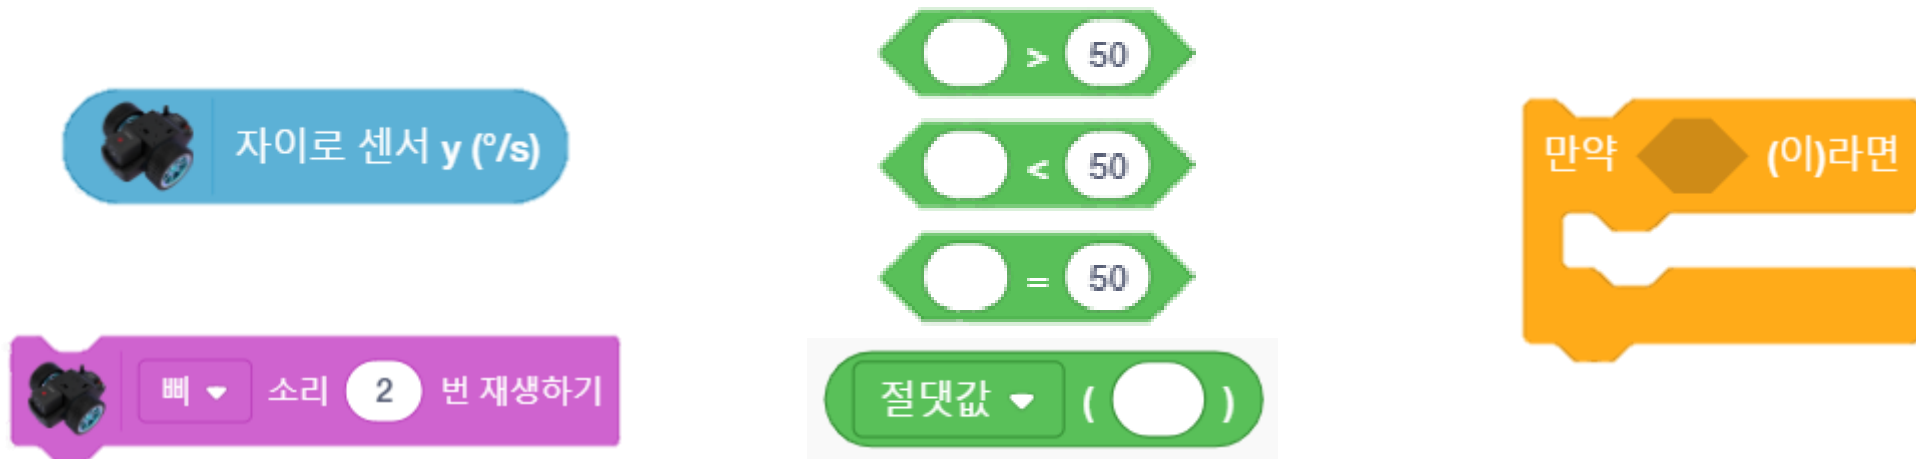 자이로 센서 y (°/s)
삐 소리 2 번 재생하기
> 50
< 50
= 50
절댓값 ( )
만약 (이)라면